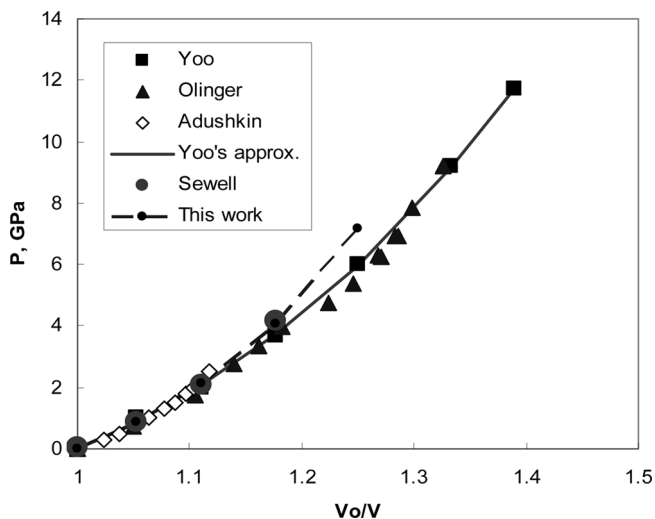 14
12
10
8
6
4
2
0
P, GPa
Yoo
Olinger
Adushkin
Yoo's approx.
Sewell
This work
1
1.1
1.2
1.3
1.4
1.5
Vo/V